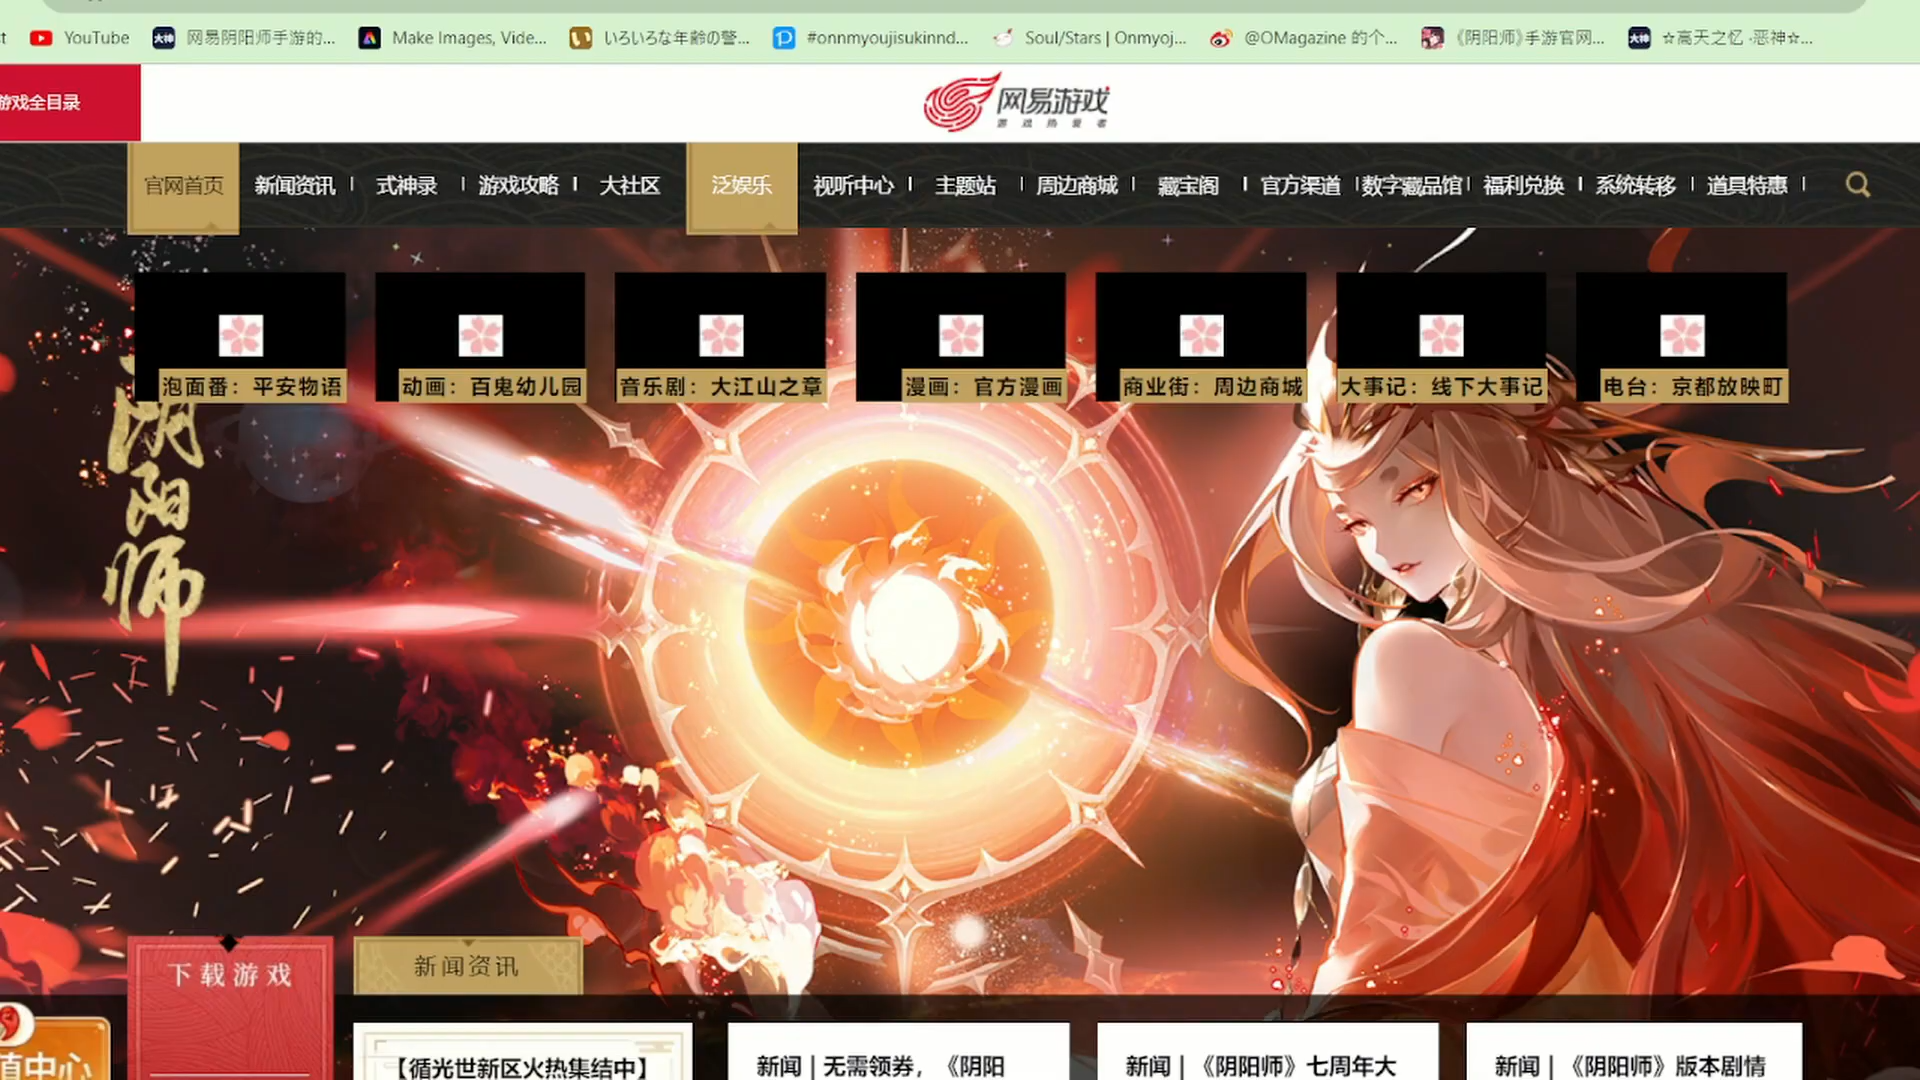 t
YouTube
网易阴阳师手游的...
Make Images, Vide...
いろいろな年齢の警...
#onnmyoujisukinnd...
Soul/Stars | Onmyoj...
@OMagazine 的个...
《阴阳师》手游官网...
☆高天之忆 ·恶神☆...
游戏全目录
网易游戏
游戏热爱者
官网首页
新闻资讯
式神录
游戏攻略
大社区
泛娱乐
视听中心
主题站
周边商城
藏宝阁
官方渠道
数字藏品馆
福利兑换
系统转移
道具特惠
泡面番：平安物语
动画：百鬼幼儿园
音乐剧：大江山之章
漫画：官方漫画
商业街：周边商城
大事记：线下大事记
电台：京都放映町
阴阳师
下载游戏
新闻资讯
值中心
【循光世新区火热集结中】
新闻 | 无需领券，《阴阳
新闻 | 《阴阳师》七周年大
新闻 | 《阴阳师》版本剧情